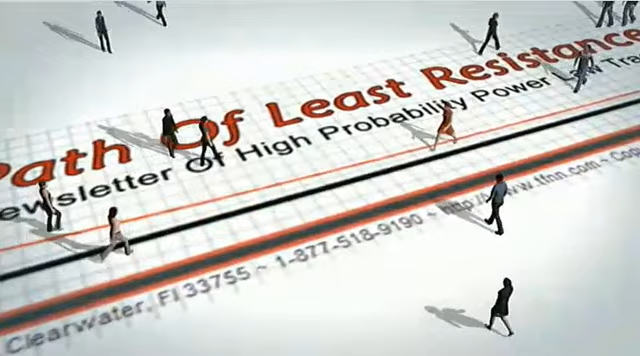 Path Of Least Resistance
Newsletter Of High Probability Power Law Tra
Clearwater, Fl 33755 ~ 1-877-518-9190 ~ http://www.tfnn.com - Cop